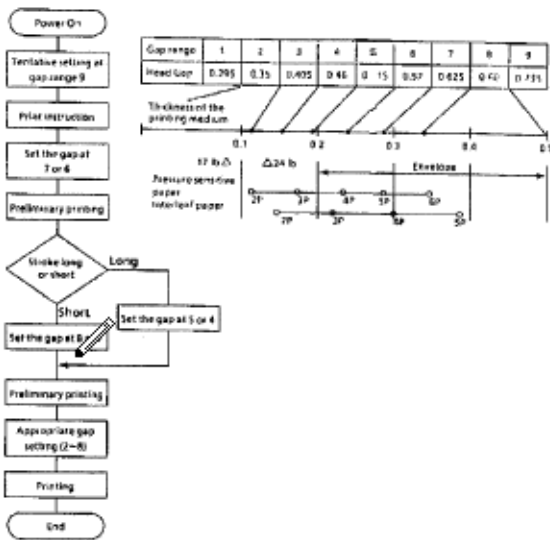 Power On
Tentative setting at
gap range 9
Prior instruction
Set the gap at
7 or 6
Preliminary printing
Stroke long
or short
Long
Short
Set the gap at 5 or 4
Set the gap at 8
Preliminary printing
Appropriate gap
setting (2~8)
Printing
End
Gap range 1 2 3 4 5 6 7 8 9
Head Gap 0.295 0.35 0.405 0.46 0.57 0.625
Thickness of the
printing medium
0.1 0.2 0.3 0.4
17 lb 24 lb Envelope
Pressure sensitive
paper
2P 3P 4P 5P 6P
Interleaf paper
2P 3P 4P 5P